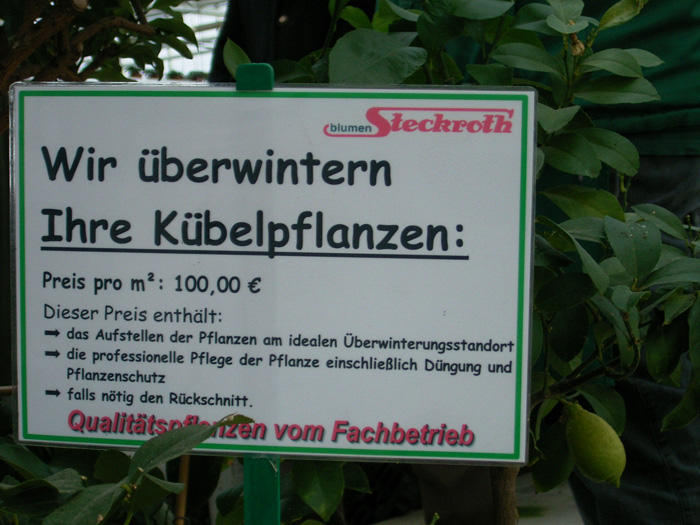 blumen Steckroth
Wir überwintern
Ihre Kübelpflanzen:
Preis pro m²: 100,00 €
Dieser Preis enthält:
➞ das Aufstellen der Pflanzen am idealen Überwinterungsstandort
➞ die professionelle Pflege der Pflanze einschließlich Düngung und
Pflanzenschutz
➞ falls nötig den Rückschnitt.
Qualitätspflanzen vom Fachbetrieb